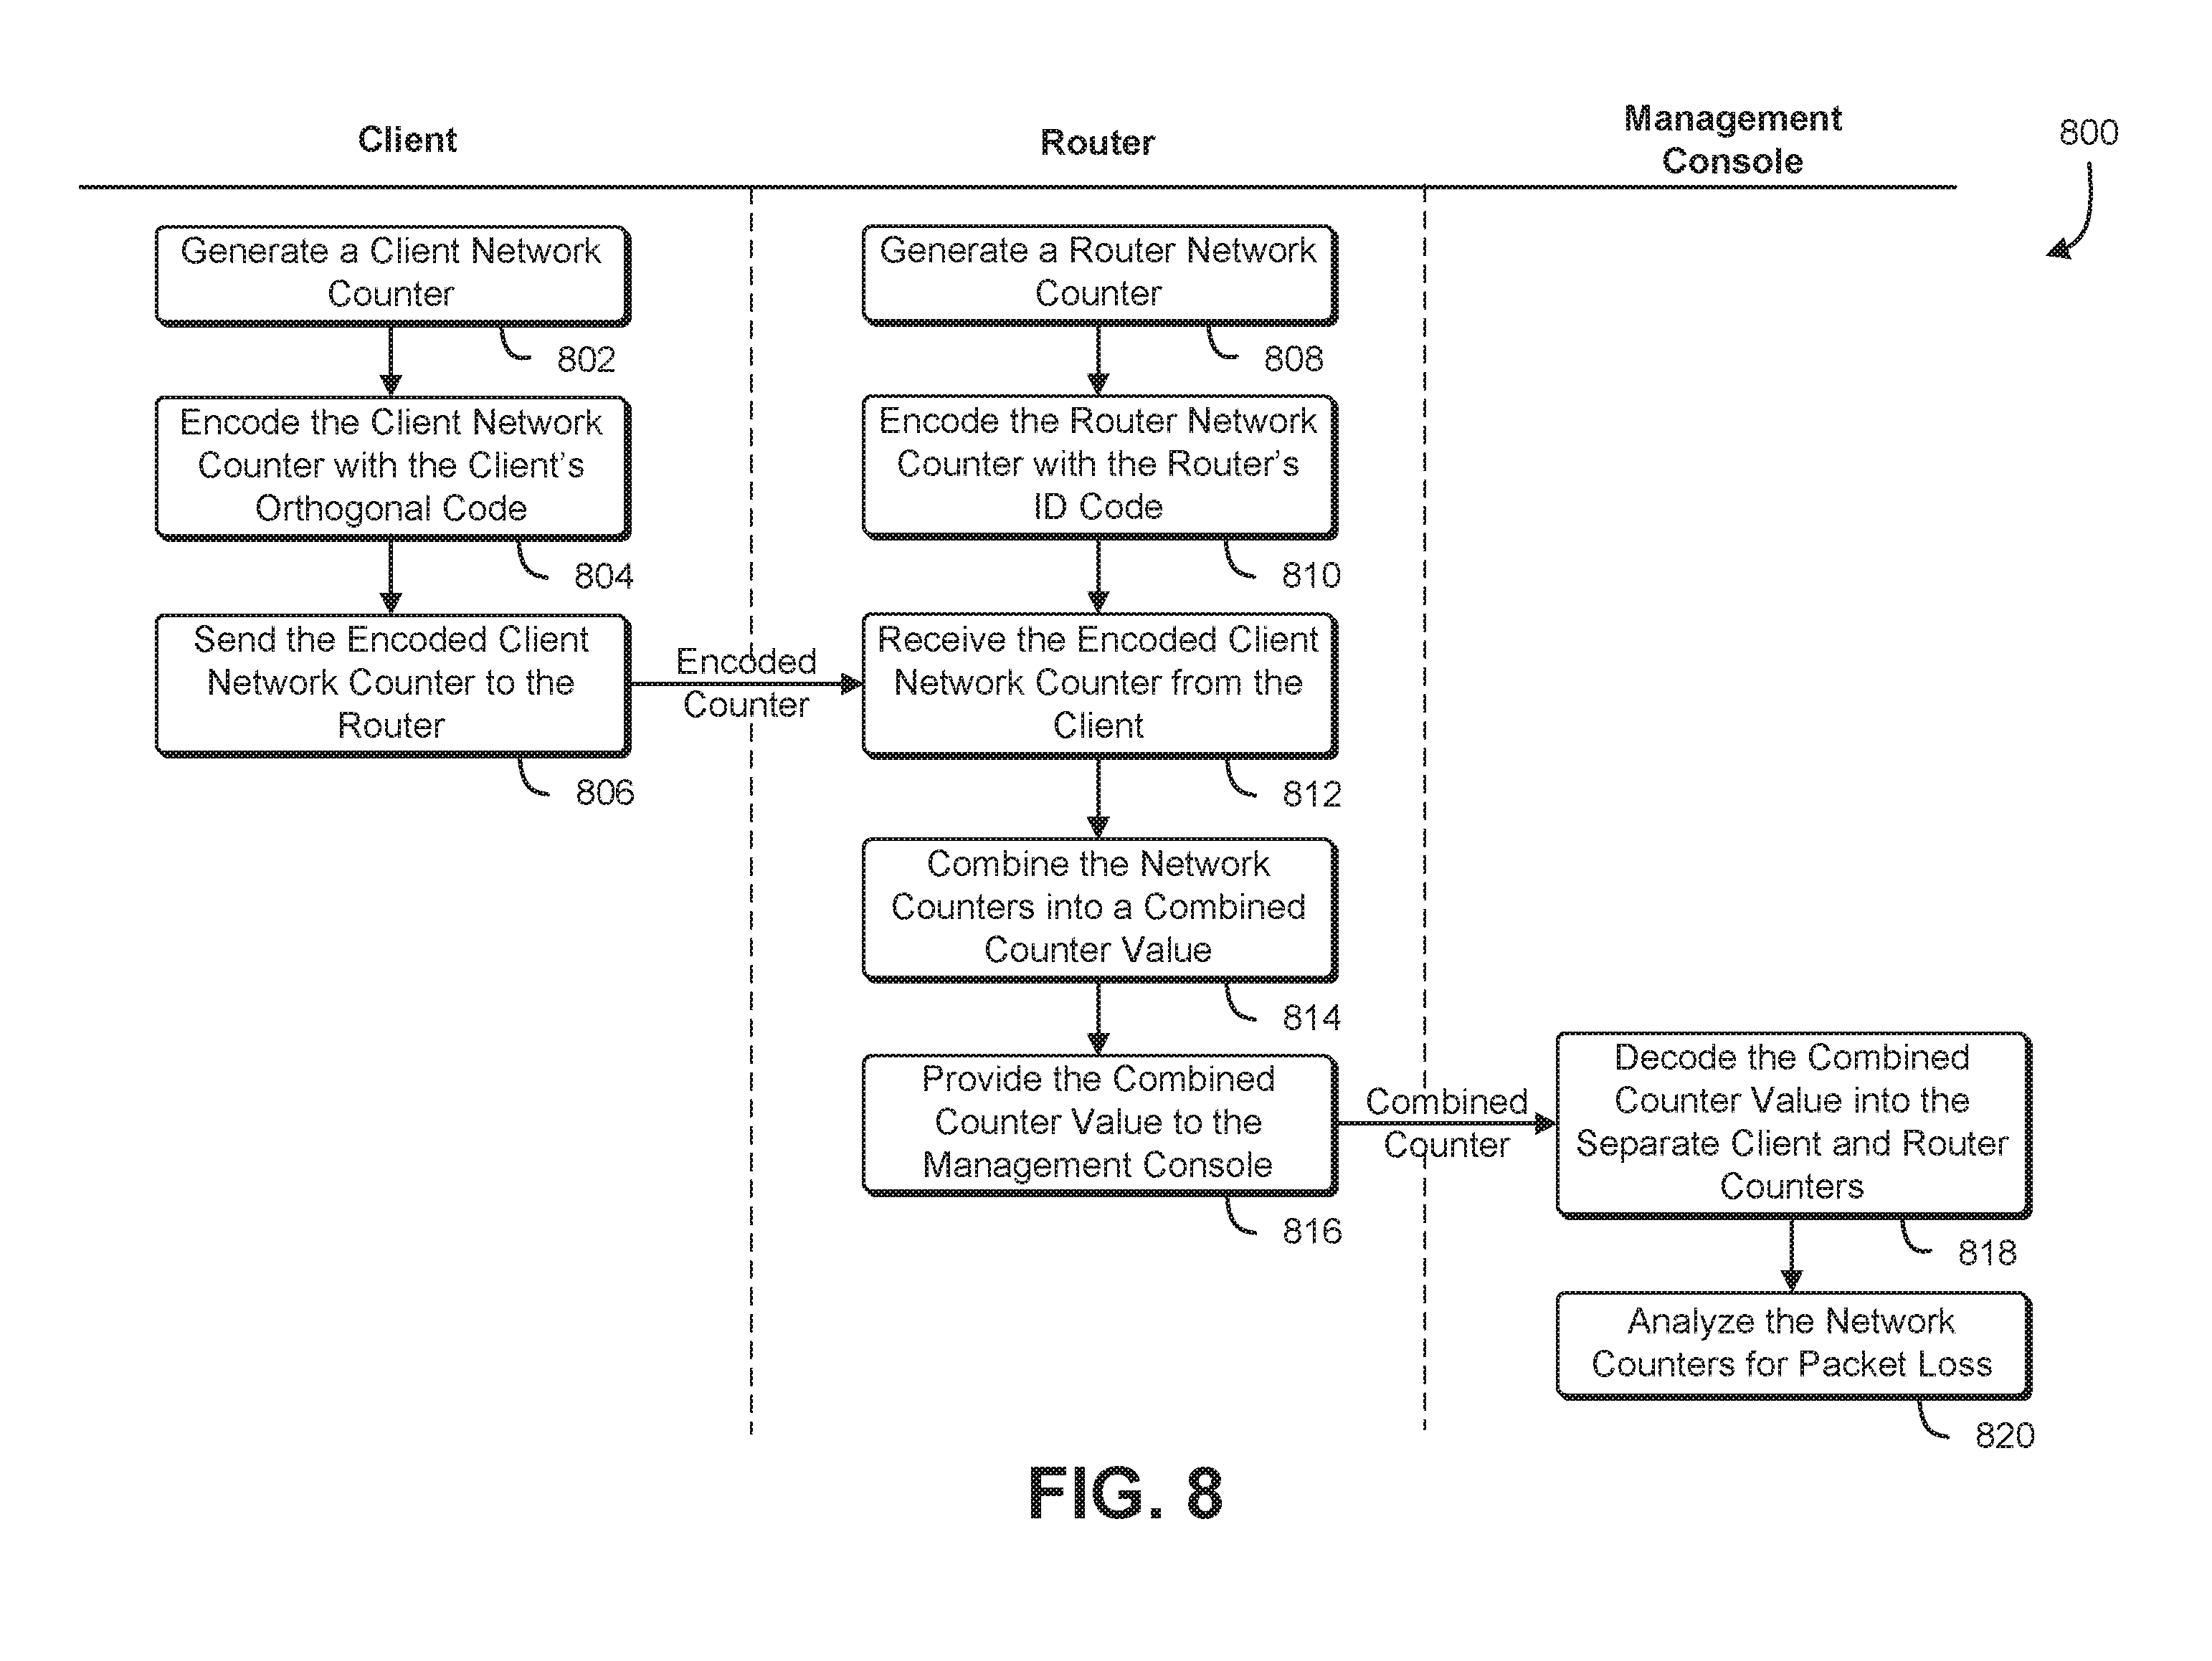 Client
Router
Management
Console
800
Generate a Client Network
Counter
802
Encode the Client Network
Counter with the Client's
Orthogonal Code
804
Send the Encoded Client
Network Counter to the
Router
806
Encoded
Counter
Generate a Router Network
Counter
808
Encode the Router Network
Counter with the Router's
ID Code
810
Receive the Encoded Client
Network Counter from the
Client
812
Combine the Network
Counters into a Combined
Counter Value
814
Provide the Combined
Counter Value to the
Management Console
816
Combined
Counter
Decode the Combined
Counter Value into the
Separate Client and Router
Counters
818
Analyze the Network
Counters for Packet Loss
820
FIG. 8